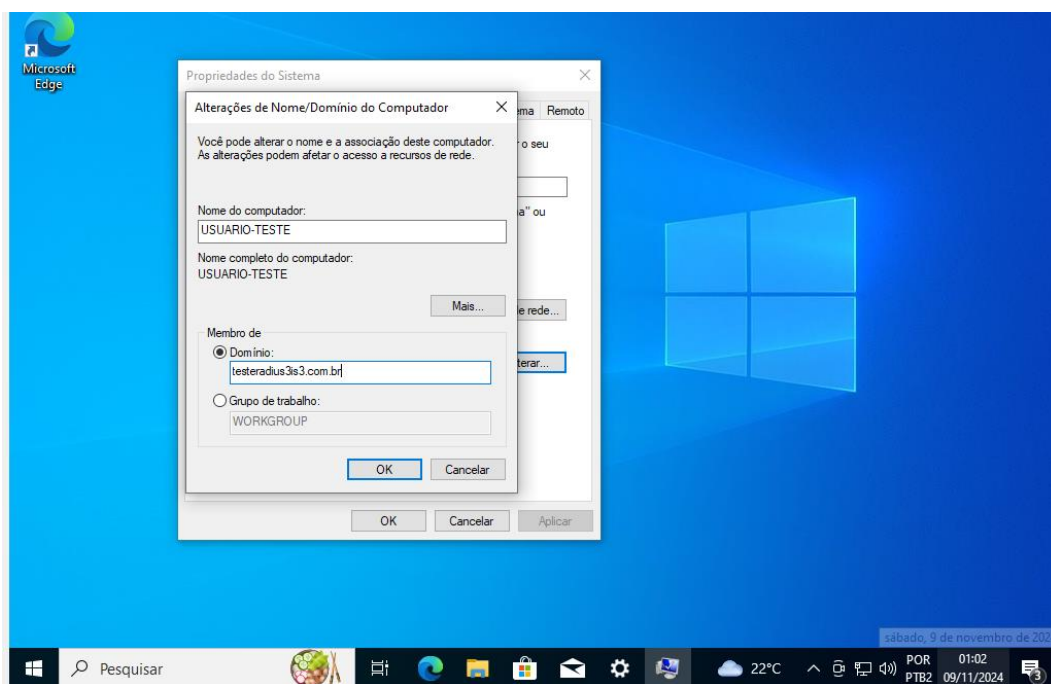 Microsoft
Edge
Propriedades do Sistema
Alterações de Nome/Domínio do Computador
ema Remoto
Você pode alterar o nome e a associação deste computador.
As alterações podem afetar o acesso a recursos de rede.
o seu
Nome do computador:
a" ou
USUARIO-TESTE
Nome completo do computador:
USUARIO-TESTE
Mais...
e rede...
Membro de
Domínio:
testeradius3is3.com.br
terar...
Grupo de trabalho:
WORKGROUP
OK Cancelar
OK Cancelar Aplicar
sábado, 9 de novembro de 202
Pesquisar
22°C
POR
PTB2
01:02
09/11/2024
3